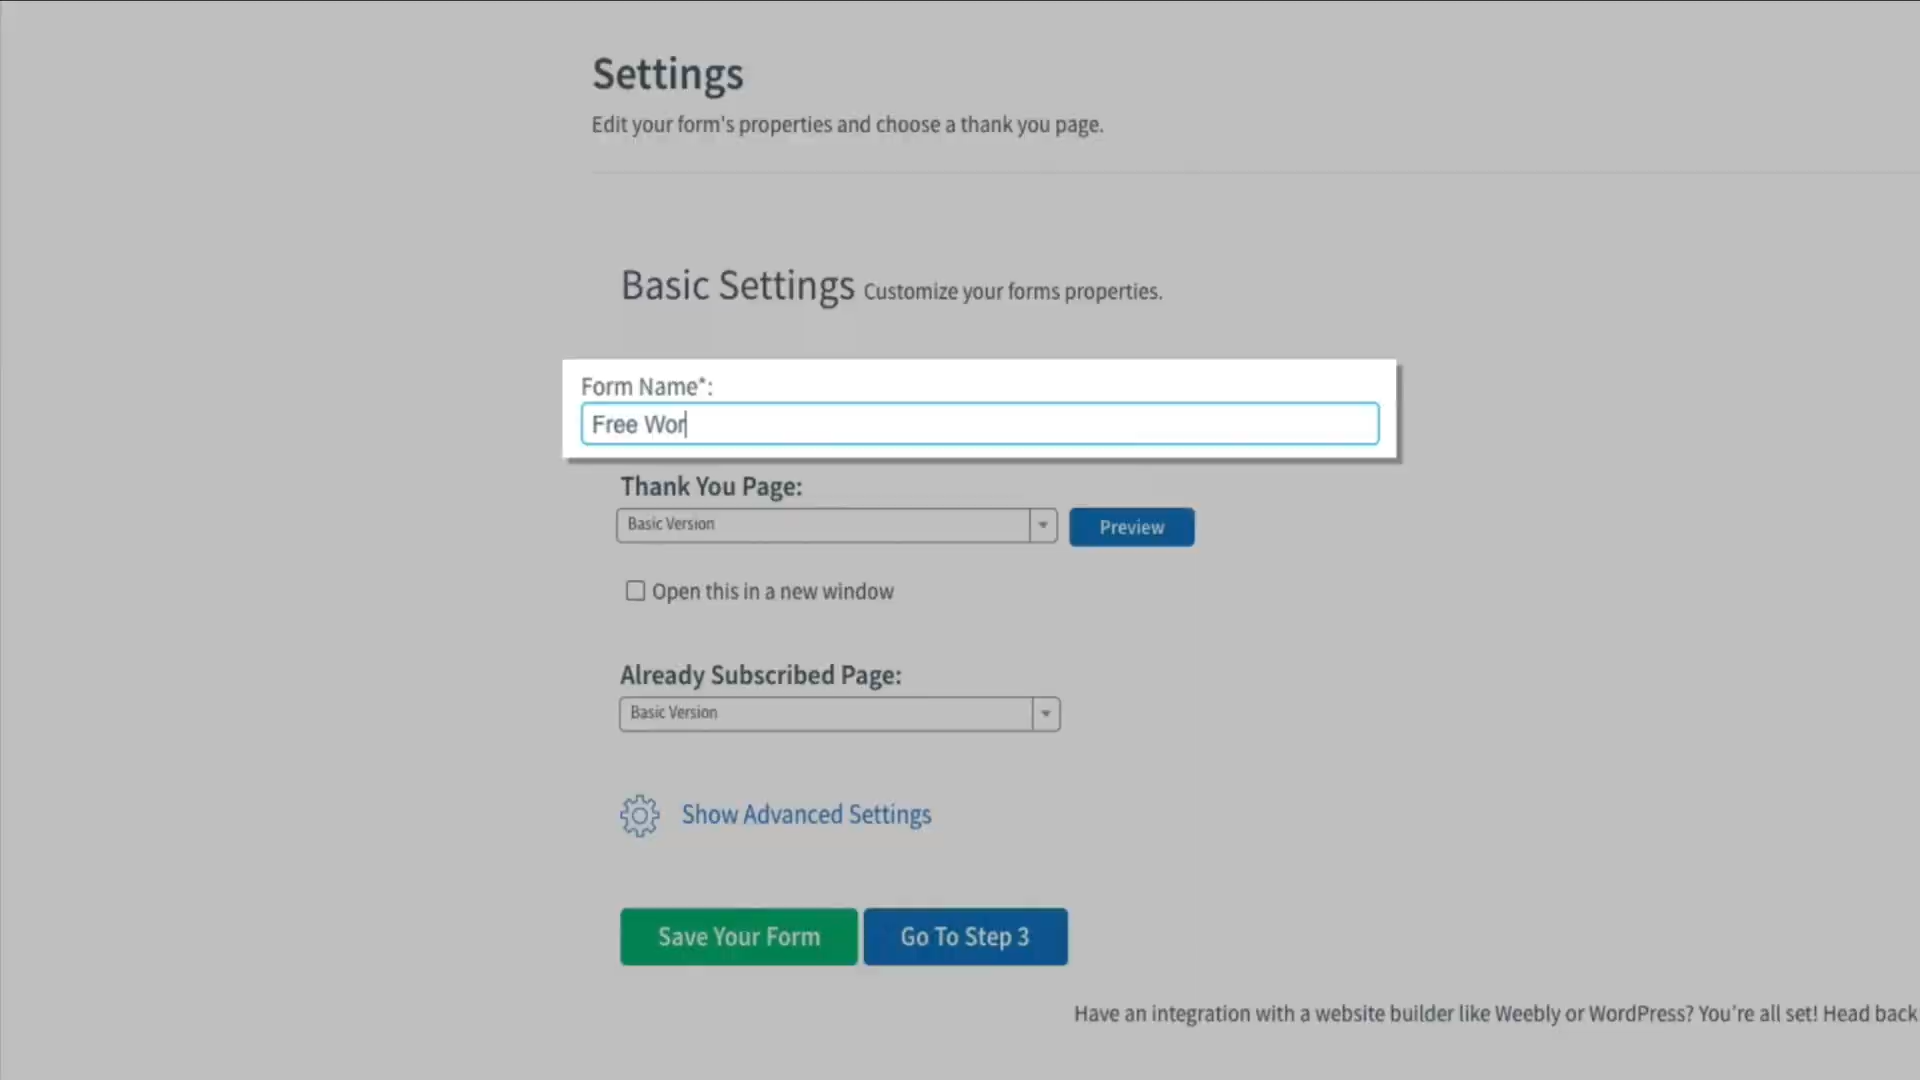 Settings
Edit your form's properties and choose a thank you page.
Basic Settings Customize your forms properties.
Form Name*:
Free Wor
Thank You Page:
Basic Version
Preview
Open this in a new window
Already Subscribed Page:
Basic Version
Show Advanced Settings
Save Your Form Go To Step 3
Have an integration with a website builder like Weebly or WordPress? You're all set! Head back